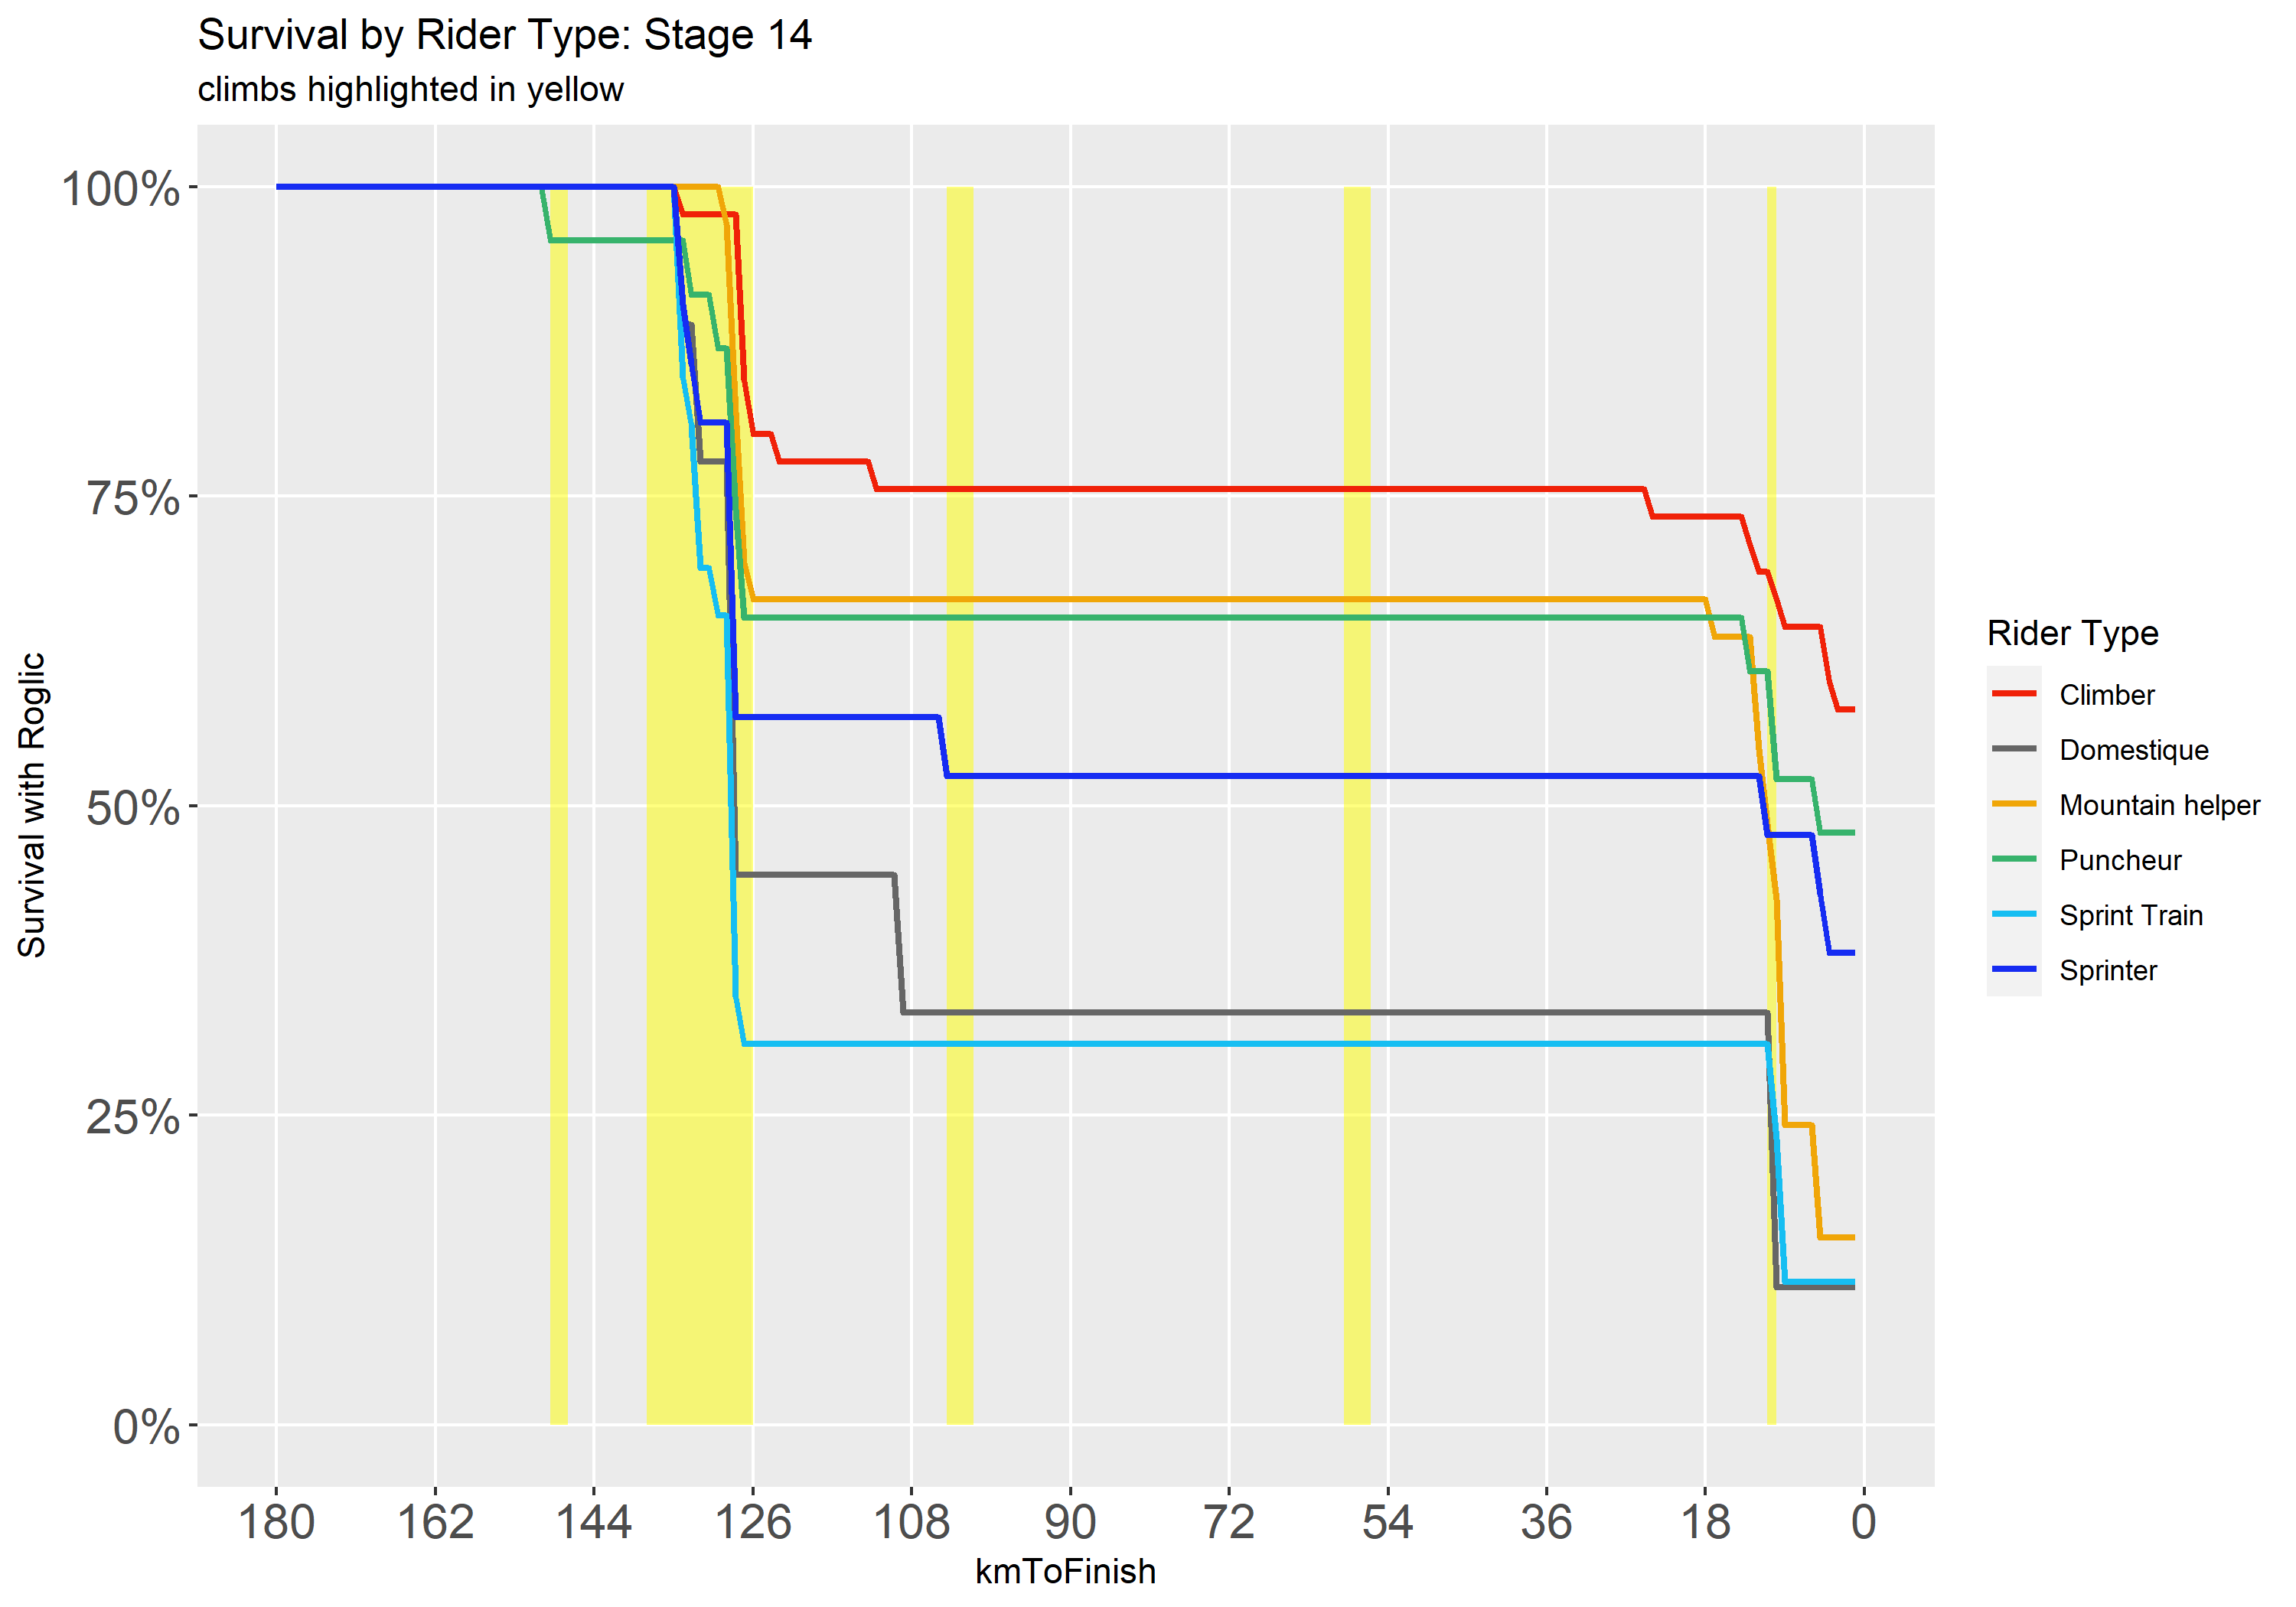 Survival by Rider Type: Stage 14
climbs highlighted in yellow
Survival with Roglic
100%
75%
50%
25%
0%
180 162 144 126 108 90 72 54 36 18 0
kmToFinish
Rider Type
Climber
Domestique
Mountain helper
Puncheur
Sprint Train
Sprinter